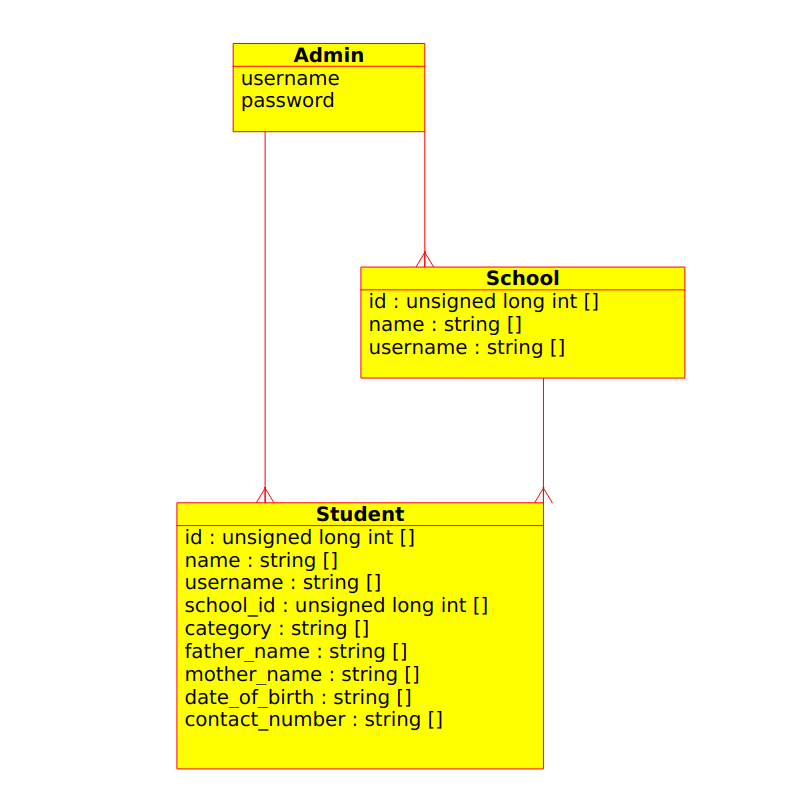 Admin
username
password
School
id : unsigned long int []
name : string []
username : string []
Student
id : unsigned long int []
name : string []
username : string []
school_id : unsigned long int []
category : string []
father_name : string []
mother_name : string []
date_of_birth : string []
contact_number : string []